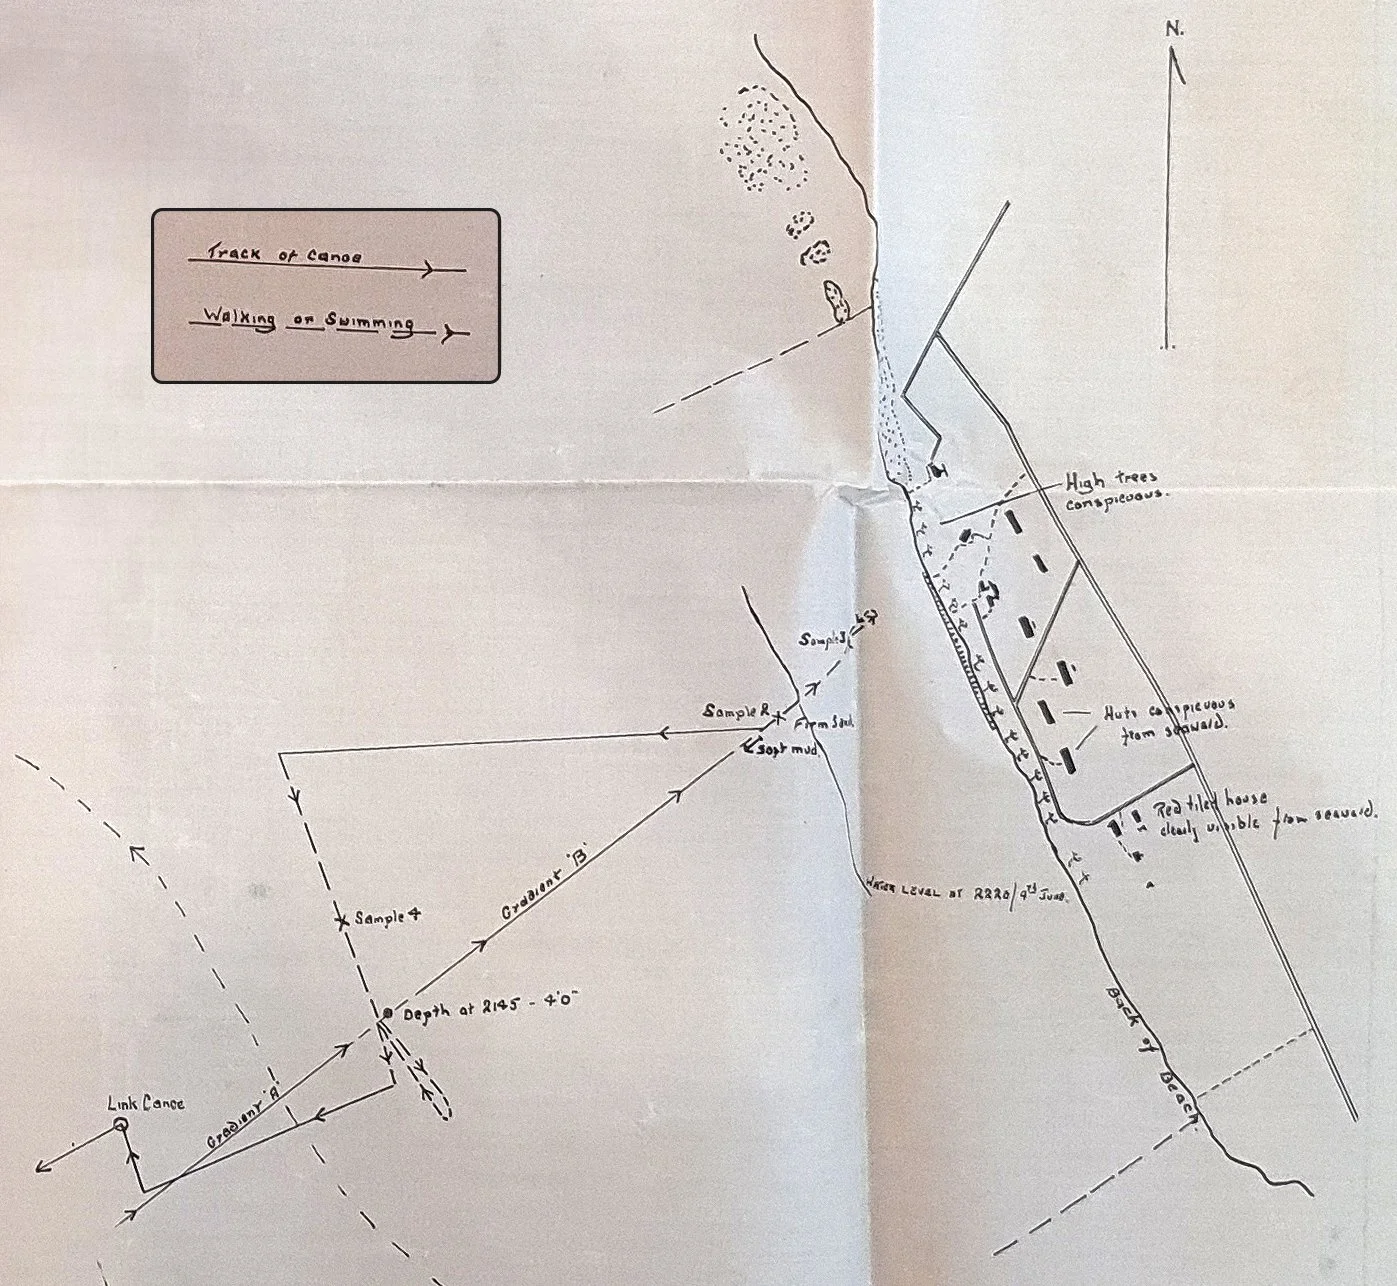 N.
Track of Canoe
Walking or Swimming
High trees
conspicuous.
Sample 3
Sample 2
Firm Sand
Soft mud
Huts conspicuous
from seaward.
Red tiled house
clearly visible from seaward.
Gradient 'B'
WATER LEVEL AT 2220/9TH June.
Sample 4
Depth at 2145 - 4'0"
Back of Beach.
Link Canoe
Gradient 'A'